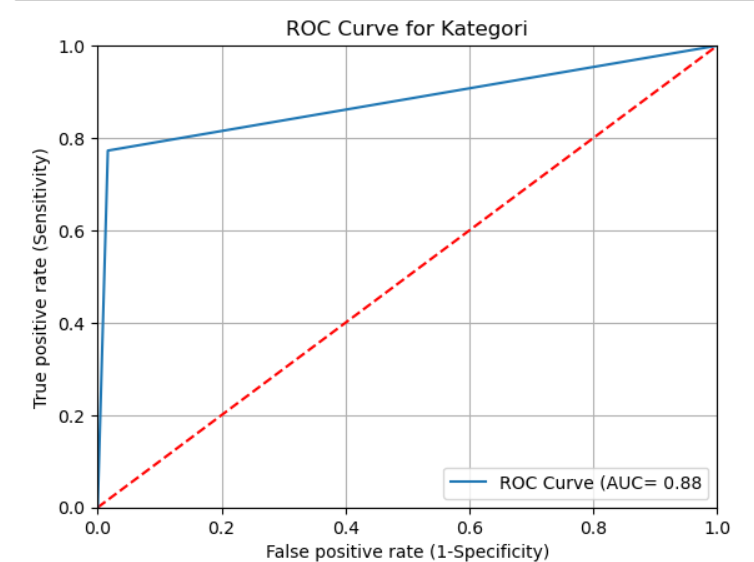 ROC Curve for Kategori
1.0
0.8
0.6
0.4
0.2
0.0
True positive rate (Sensitivity)
ROC Curve (AUC= 0.88
0.0 0.2 0.4 0.6 0.8 1.0
False positive rate (1-Specificity)